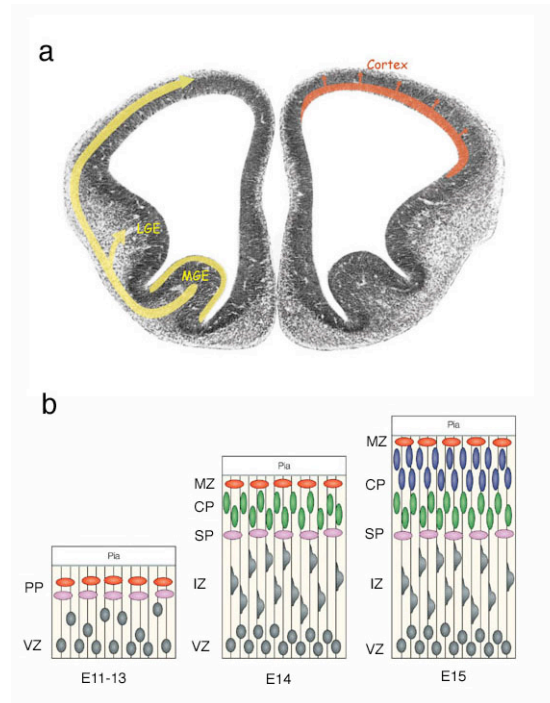 a
Cortex
LGE
MGE
b
Pia
MZ
CP
SP
IZ
VZ
E15
Pia
MZ
CP
SP
IZ
VZ
E14
Pia
PP
VZ
E11-13